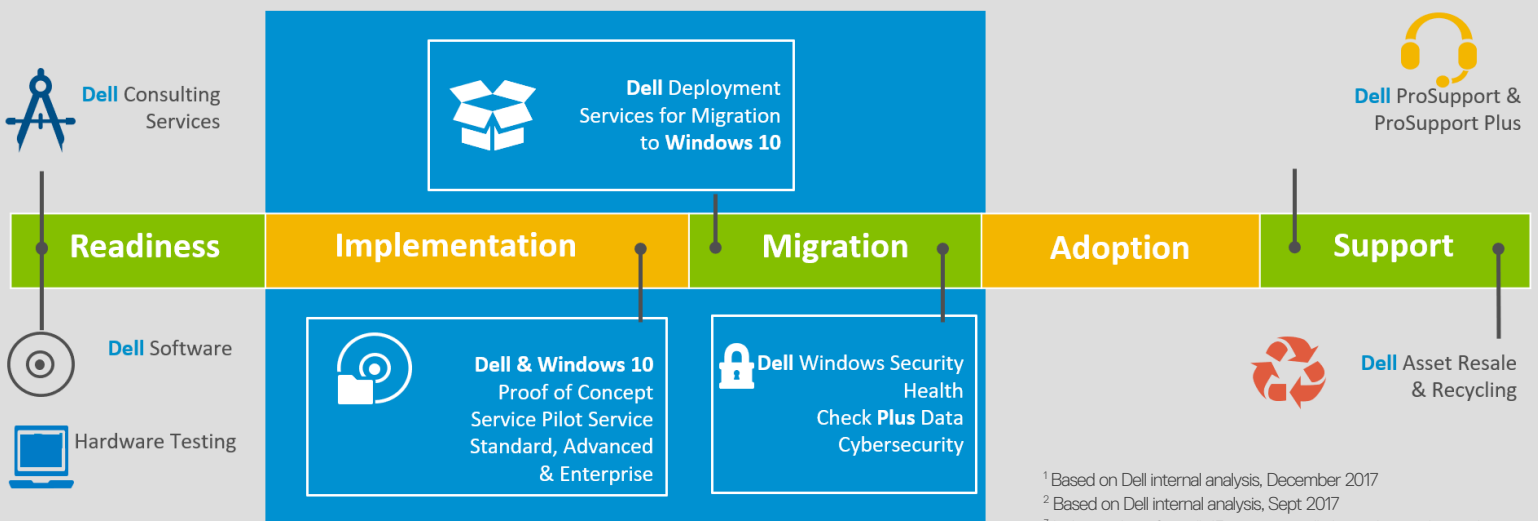 Dell Consulting
Services
Dell Deployment
Services for Migration
to Windows 10
Dell ProSupport &
ProSupport Plus
Readiness
Implementation
Migration
Adoption
Support
Dell Software
Hardware Testing
Dell & Windows 10
Proof of Concept
Service Pilot Service
Standard, Advanced
& Enterprise
Dell Windows Security
Health
Check Plus Data
Cybersecurity
Dell Asset Resale
& Recycling
1 Based on Dell internal analysis, December 2017
2 Based on Dell internal analysis, Sept 2017